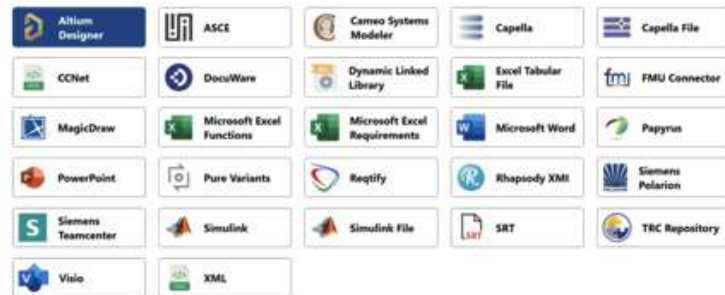 Altium
Designer
ASCE
Cameo Systems
Modeler
Capella
Capella File
CCNet
DocuWare
Dynamic Linked
Library
Excel Tabular
File
fmi
FMU Connector
MagicDraw
Microsoft Excel
Functions
Microsoft Excel
Requirements
Microsoft Word
Papyrus
PowerPoint
Pure Variants
Reqtify
Rhapsody XMI
Siemens
Polarion
Siemens
Teamcenter
Simulink
Simulink File
SRT
SRT
TRC Repository
Visio
XML